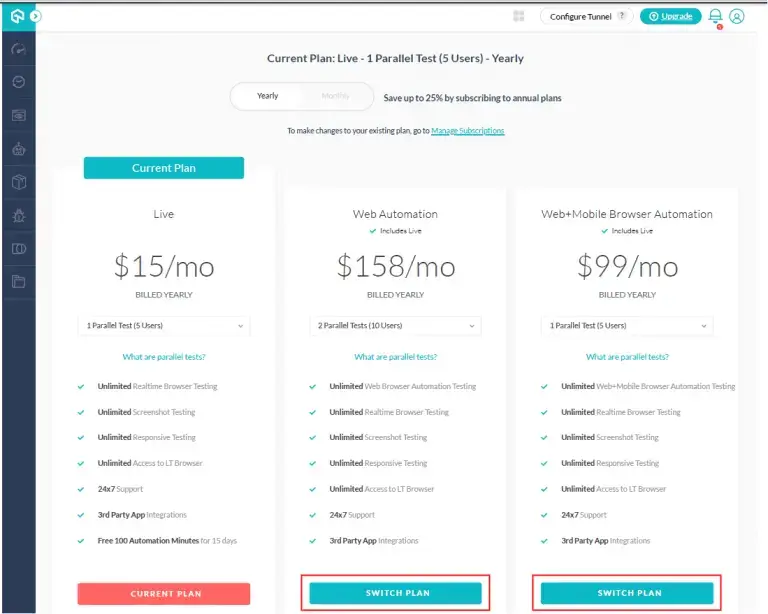 Configure Tunnel ?
Upgrade
Current Plan: Live - 1 Parallel Test (5 Users) - Yearly
Yearly
Monthly
Save up to 25% by subscribing to annual plans
To make changes to your existing plan, go to Manage Subscriptions
Current Plan
Live
$15/mo
BILLED YEARLY
1 Parallel Test (5 Users)
What are parallel tests?
Unlimited Realtime Browser Testing
Unlimited Screenshot Testing
Unlimited Responsive Testing
Unlimited Access to LT Browser
24x7 Support
3rd Party App Integrations
Free 100 Automation Minutes for 15 days
CURRENT PLAN
Web Automation
Includes Live
$158/mo
BILLED YEARLY
2 Parallel Tests (10 Users)
What are parallel tests?
Unlimited Web Browser Automation Testing
Unlimited Realtime Browser Testing
Unlimited Screenshot Testing
Unlimited Responsive Testing
Unlimited Access to LT Browser
24x7 Support
3rd Party App Integrations
SWITCH PLAN
Web+Mobile Browser Automation
Includes Live
$99/mo
BILLED YEARLY
1 Parallel Test (5 Users)
What are parallel tests?
Unlimited Web+Mobile Browser Automation Testing
Unlimited Realtime Browser Testing
Unlimited Screenshot Testing
Unlimited Responsive Testing
Unlimited Access to LT Browser
24x7 Support
3rd Party App Integrations
SWITCH PLAN